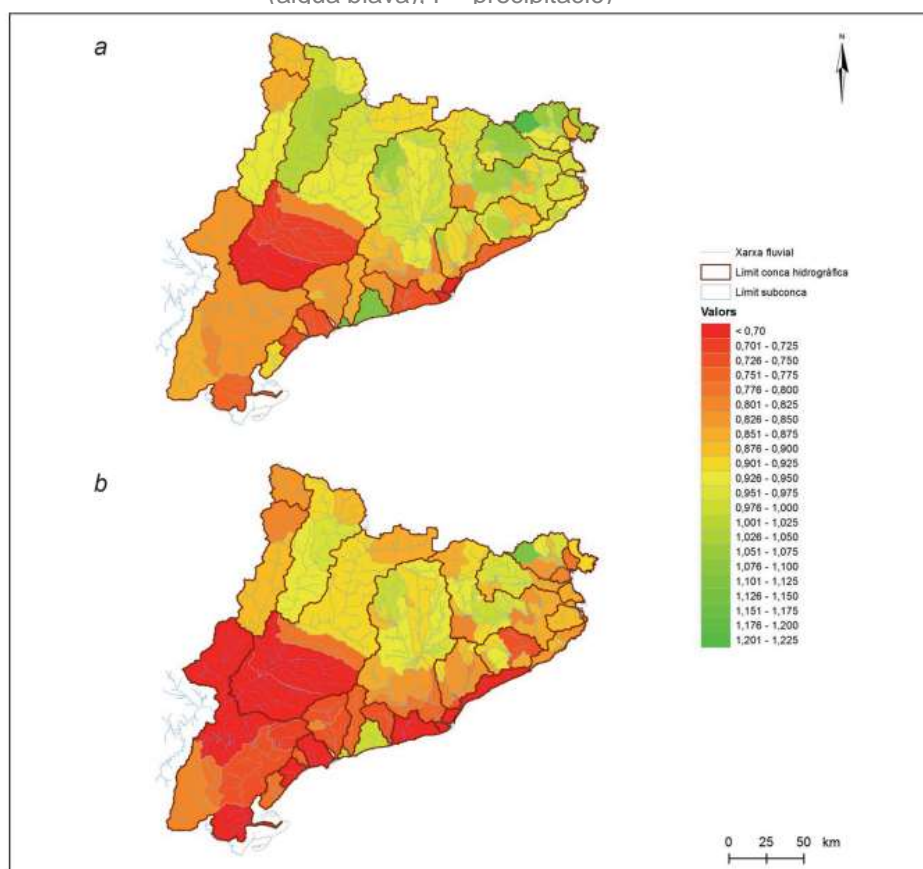 (aigua blava); P = precipitació)
a
N
Xarxa fluvial
Límit conca hidrogràfica
Límit subconca
Valors
< 0,70
0,701 - 0,725
0,726 - 0,750
0,751 - 0,775
0,776 - 0,800
0,801 - 0,825
0,826 - 0,850
0,851 - 0,875
0,876 - 0,900
0,901 - 0,925
0,926 - 0,950
0,951 - 0,975
0,976 - 1,000
1,001 - 1,025
1,026 - 1,050
1,051 - 1,075
1,076 - 1,100
1,101 - 1,125
1,126 - 1,150
1,151 - 1,175
1,176 - 1,200
1,201 - 1,225
b
0 25 50 km